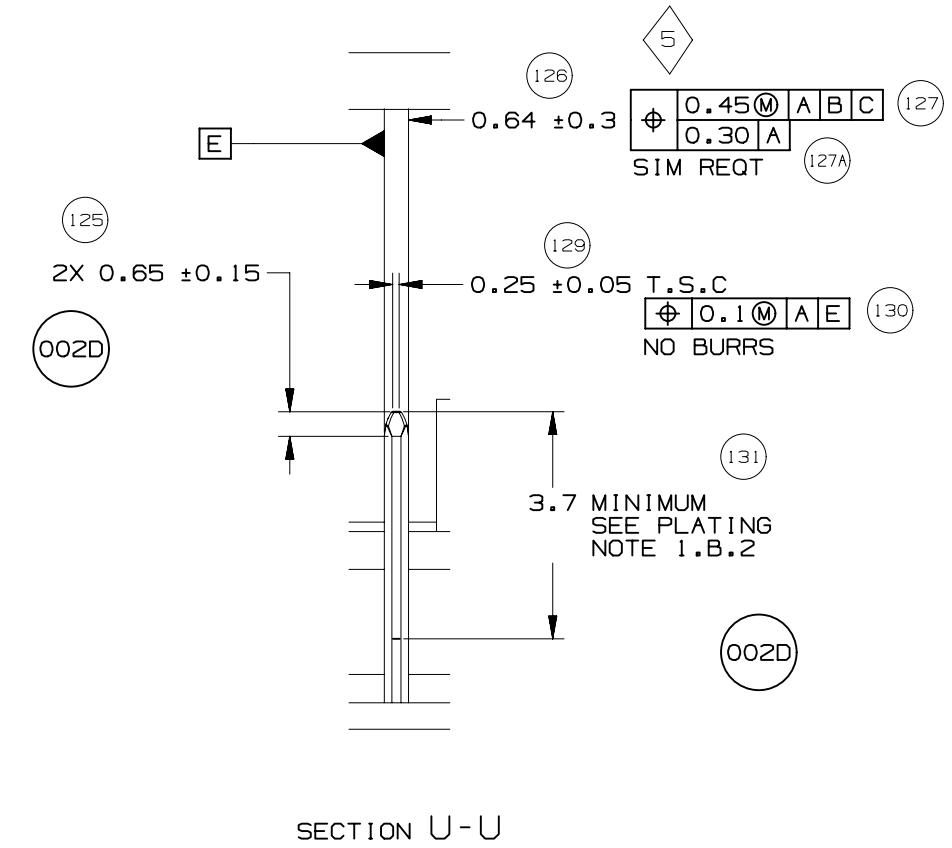 5
126
0.64 ±0.3
⌖ 0.45Ⓜ A B C
127
0.30 A
SIM REQT
127A
E
125
2X 0.65 ±0.15
129
0.25 ±0.05 T.S.C
⌖ 0.1Ⓜ A E
130
NO BURRS
002D
131
3.7 MINIMUM
SEE PLATING
NOTE 1.B.2
002D
SECTION U-U